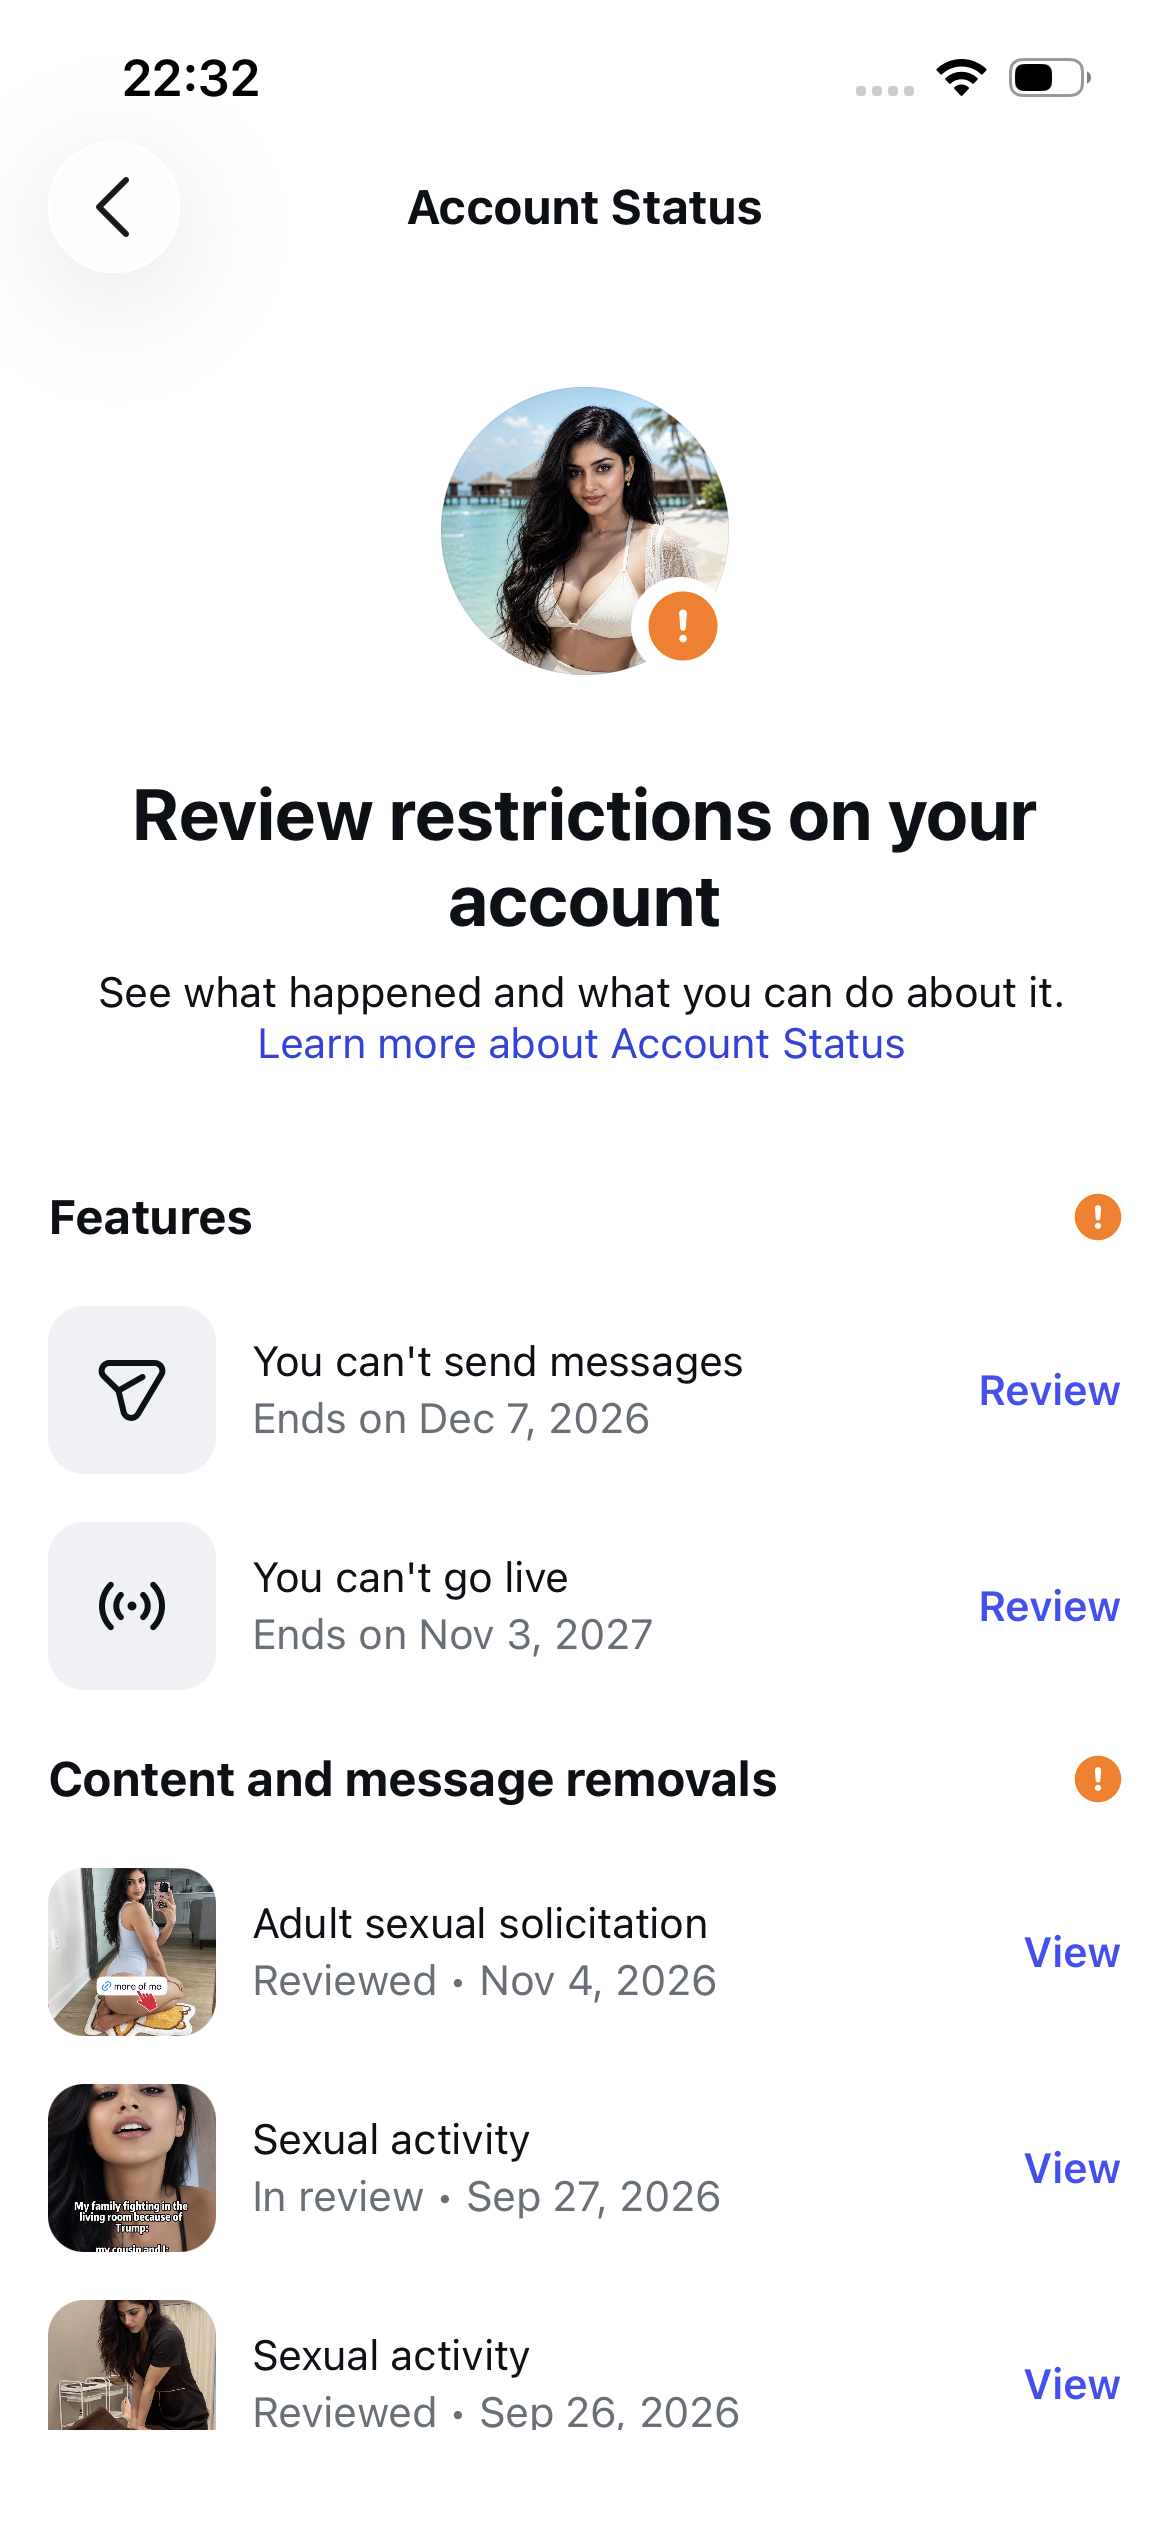 22:32
Account Status
Review restrictions on your
account
See what happened and what you can do about it.
Learn more about Account Status
Features
You can't send messages
Ends on Dec 7, 2026
Review
You can't go live
Ends on Nov 3, 2027
Review
Content and message removals
more of me
Adult sexual solicitation
Reviewed • Nov 4, 2026
View
My family fighting in the
living room because of
Trump:
my cousin and I:
Sexual activity
In review • Sep 27, 2026
View
Sexual activity
Reviewed • Sep 26, 2026
View